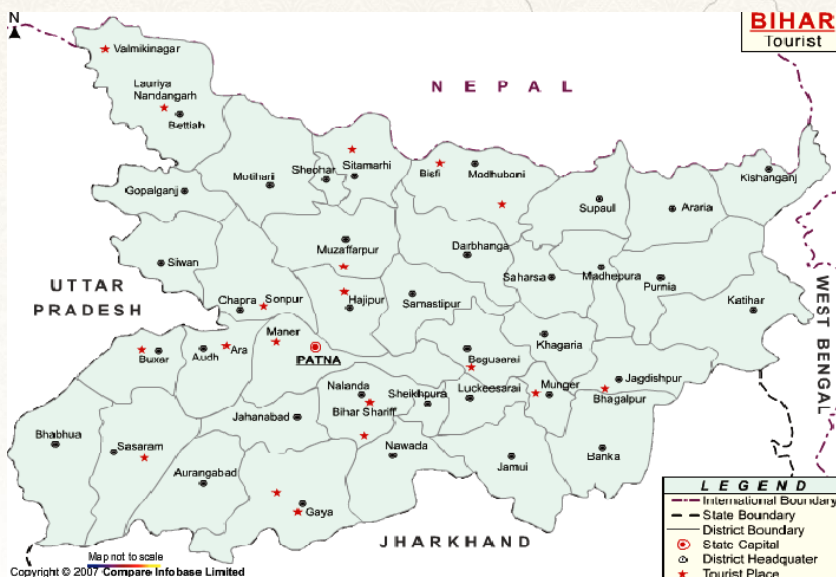 N
BIHAR
Tourist
Valmikinagar
NEPAL
Lauriya
Nandangarh
Bettiah
Motiharii
Sheohar
Sitamarhi
Bisfi
Modhuboni
Kishanganj
Gopalganj
Supaul
Araria
Siwan
Muzaffarpur
Darbhanga
Saharsa
Madhepura
Purnia
UTTAR
PRADESH
Chapra
Sonpur
Hajipur
Samastipur
Katihar
WEST BENGAL
Maner
PATNA
Khagaria
Buxar
Audh
Ara
Begusarai
Nalanda
Sheikhpura
Luckeesarai
Munger
Jagdishpur
Bhagalpur
Jahanabad
Bihar Shariff
Bhabhua
Sasaram
Nawada
Aurangabad
Jamui
Banka
Gaya
JHARKHAND
LEGEND
International Boundary
State Boundary
District Boundary
State Capital
District Headquater
Tourist Place
Map not to scale
Copyright © 2007 Compare Infobase Limited